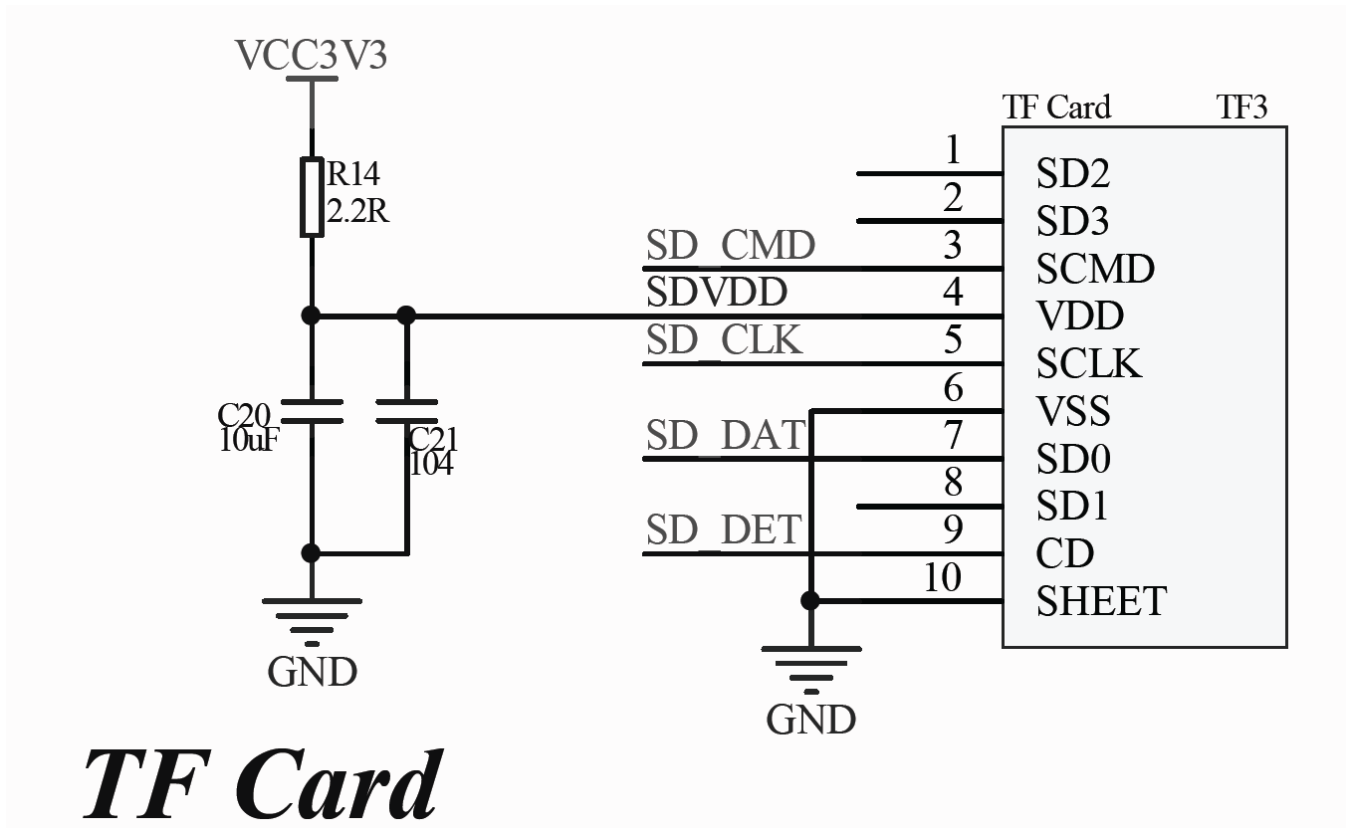 VCC3V3
TF Card TF3
R14
2.2R
1 SD2
2 SD3
SD_CMD 3 SCMD
SDVDD 4 VDD
SD_CLK 5 SCLK
6 VSS
C20
10uF
C21
104
SD_DAT 7 SD0
8 SD1
SD_DET 9 CD
10 SHEET
GND
GND
TF Card